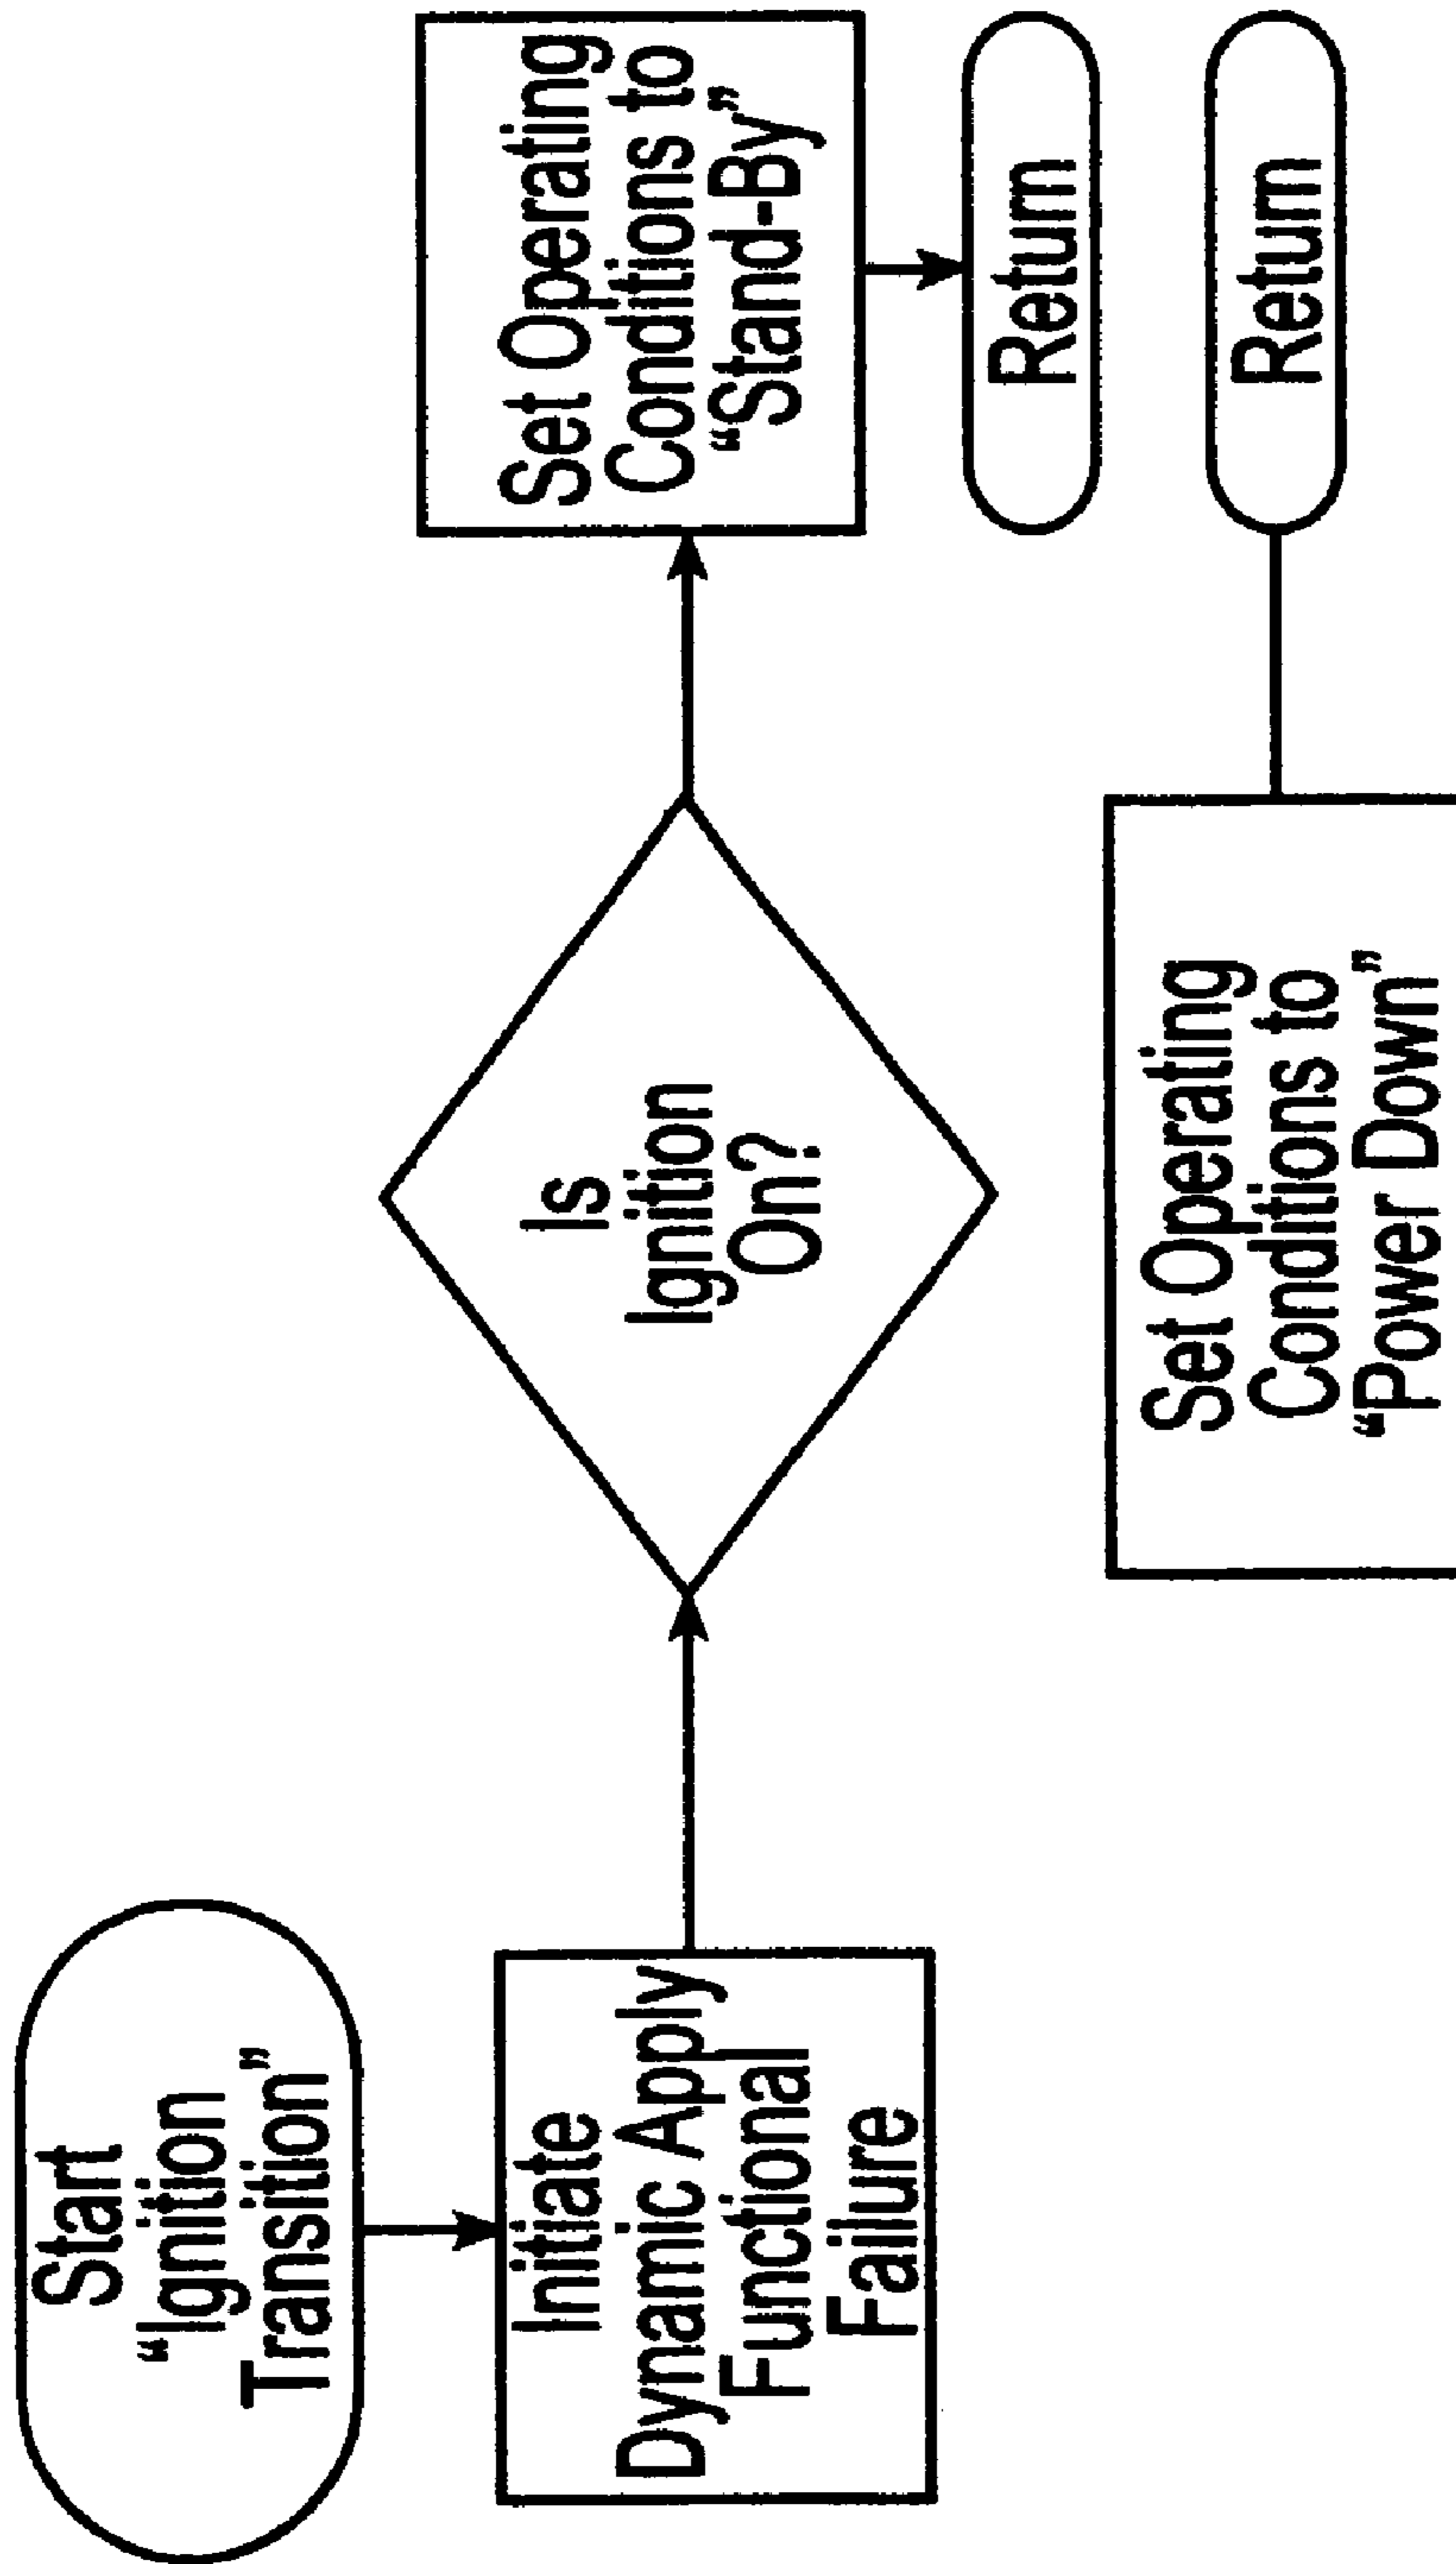 Start
“Ignition
Transition”
Initiate
Dynamic Apply
Functional
Failure
Is
Ignition
On?
Set Operating
Conditions to
“Stand-By”
Return
Set Operating
Conditions to
“Power Down”
Return